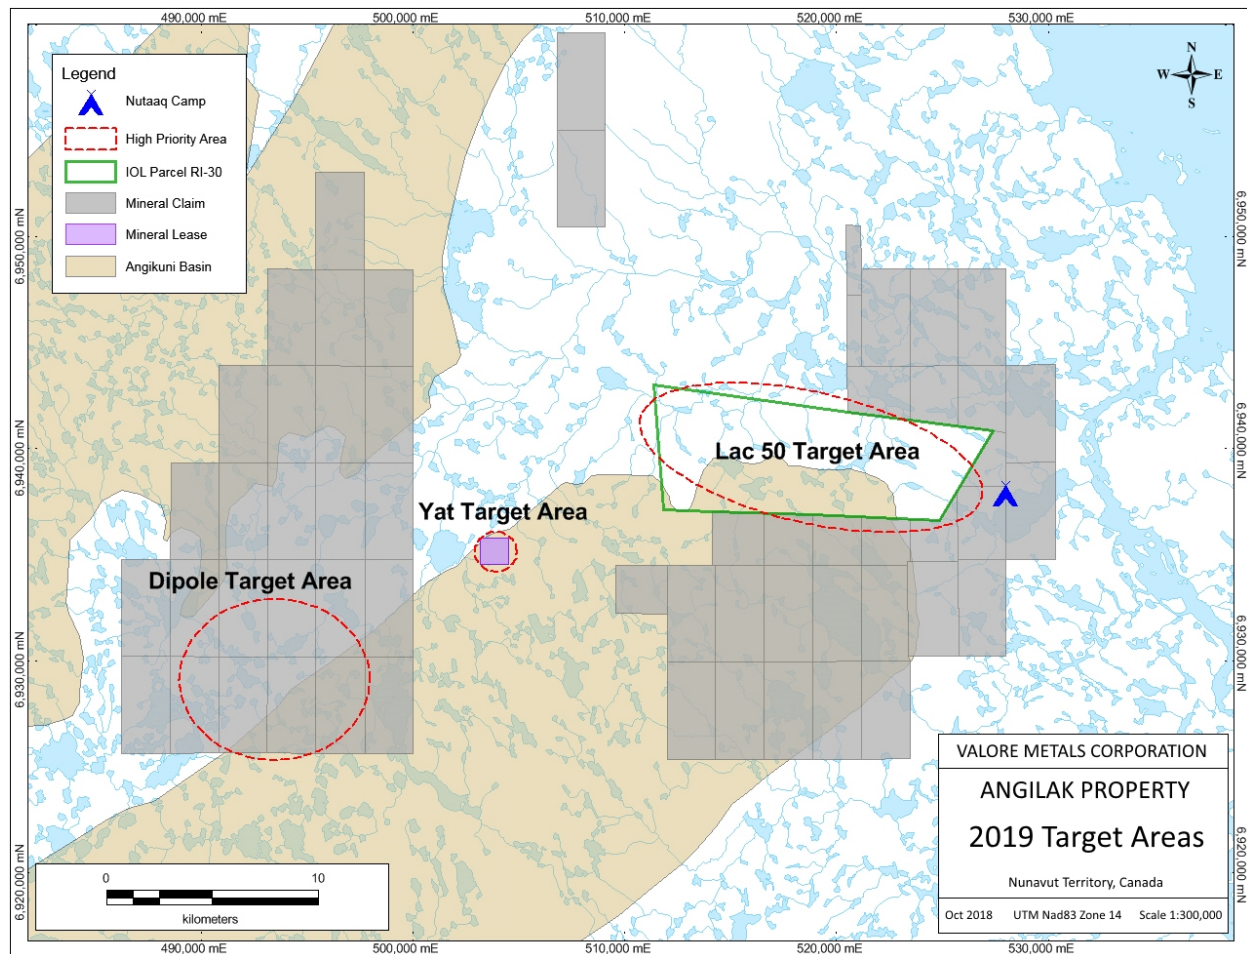 490,000 mE
500,000 mE
510,000 mE
520,000 mE
530,000 mE
Legend
Nutaaq Camp
High Priority Area
IOL Parcel RI-30
Mineral Claim
Mineral Lease
Angikuni Basin
N
W
E
S
6,950,000 mN
6,950,000 mN
6,940,000 mN
6,940,000 mN
Lac 50 Target Area
Yat Target Area
Dipole Target Area
6,930,000 mN
6,930,000 mN
VALORE METALS CORPORATION
ANGILAK PROPERTY
2019 Target Areas
Nunavut Territory, Canada
Oct 2018 UTM Nad83 Zone 14 Scale 1:300,000
6,920,000 mN
6,920,000 mN
0
10
kilometers
490,000 mE
500,000 mE
510,000 mE
520,000 mE
530,000 mE